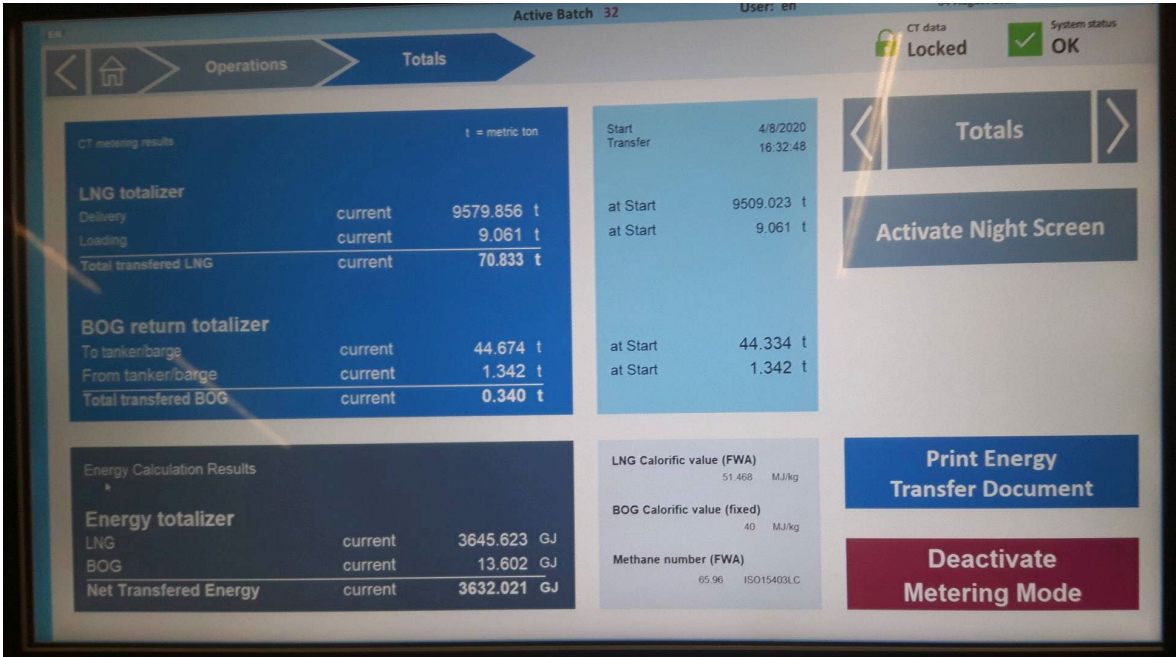 Active Batch 32
User: en
EN
Operations
Totals
CT data
Locked
System status
OK
CT metering results
t = metric ton
LNG totalizer
Delivery current 9579.856 t
Loading current 9.061 t
Total transfered LNG current 70.833 t
BOG return totalizer
To tanker/barge current 44.674 t
From tanker/barge current 1.342 t
Total transfered BOG current 0.340 t
Start
Transfer
4/8/2020
16:32:48
at Start 9509.023 t
at Start 9.061 t
at Start 44.334 t
at Start 1.342 t
Totals
Activate Night Screen
Energy Calculation Results
Energy totalizer
LNG current 3645.623 GJ
BOG current 13.602 GJ
Net Transfered Energy current 3632.021 GJ
LNG Calorific value (FWA)
51.468 MJ/kg
BOG Calorific value (fixed)
40 MJ/kg
Methane number (FWA)
65.96 ISO15403LC
Print Energy
Transfer Document
Deactivate
Metering Mode